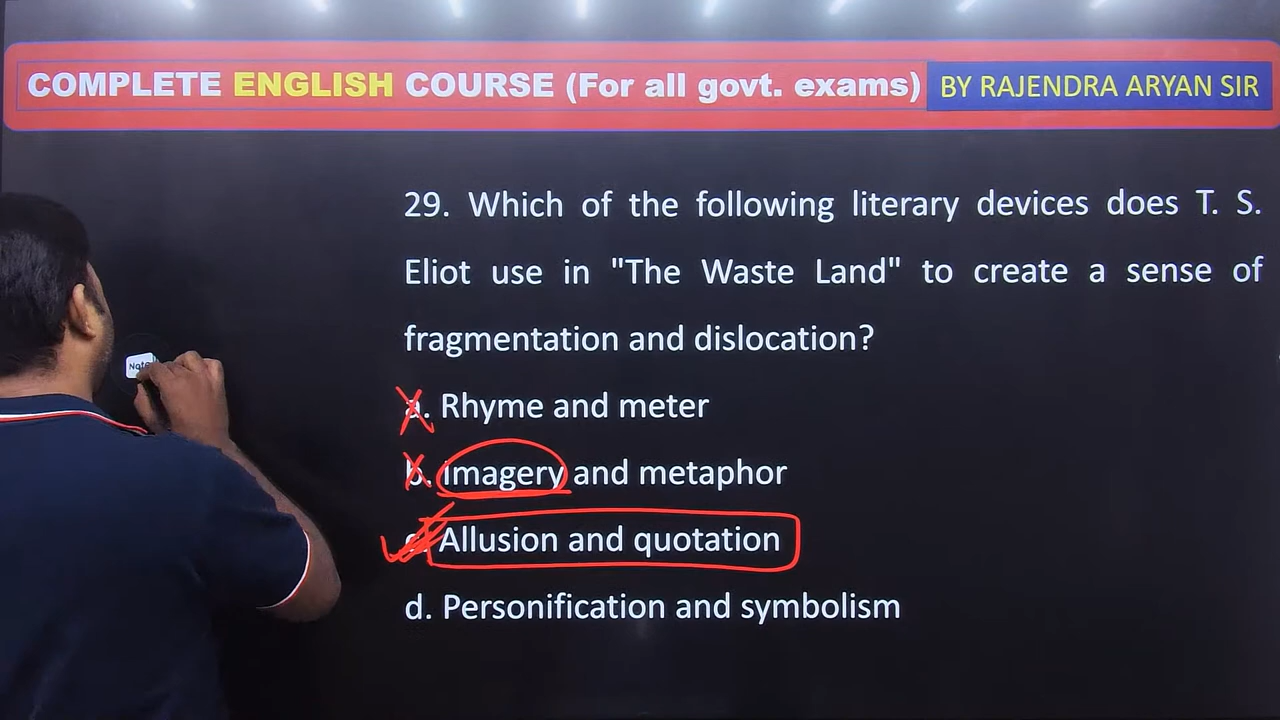 COMPLETE ENGLISH COURSE (For all govt. exams) BY RAJENDRA ARYAN SIR
29. Which of the following literary devices does T. S.
Eliot use in "The Waste Land" to create a sense of
fragmentation and dislocation?
a. Rhyme and meter
b. Imagery and metaphor
c. Allusion and quotation
d. Personification and symbolism